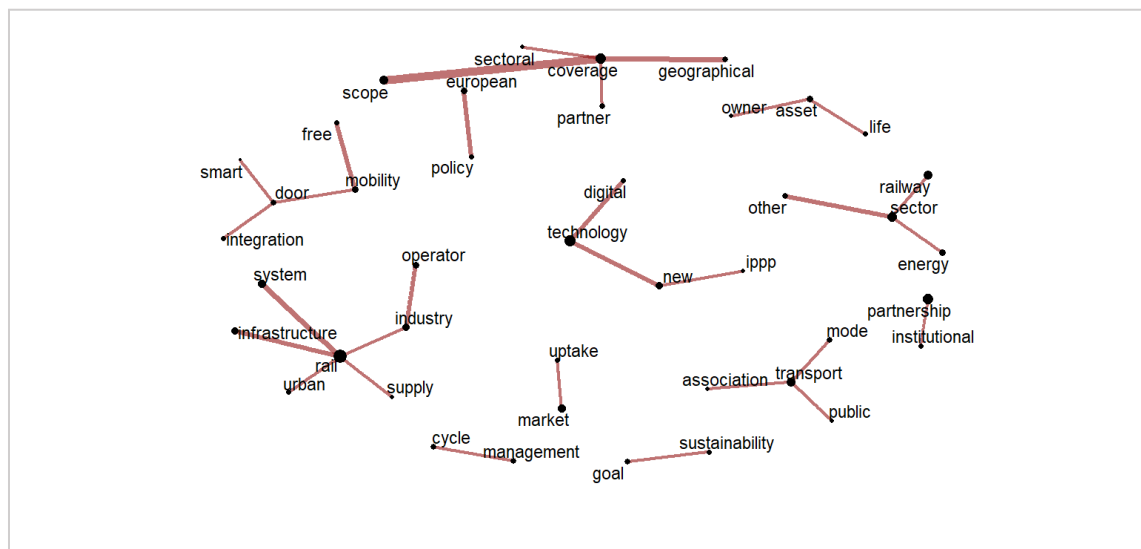 sectoral
coverage
geographical
scope
european
partner
owner
asset
life
free
policy
smart
door
mobility
digital
railway
other
sector
integration
technology
operator
energy
system
new
ippp
partnership
infrastructure
industry
mode
institutional
rail
uptake
urban
supply
association
transport
market
public
cycle
management
sustainability
goal